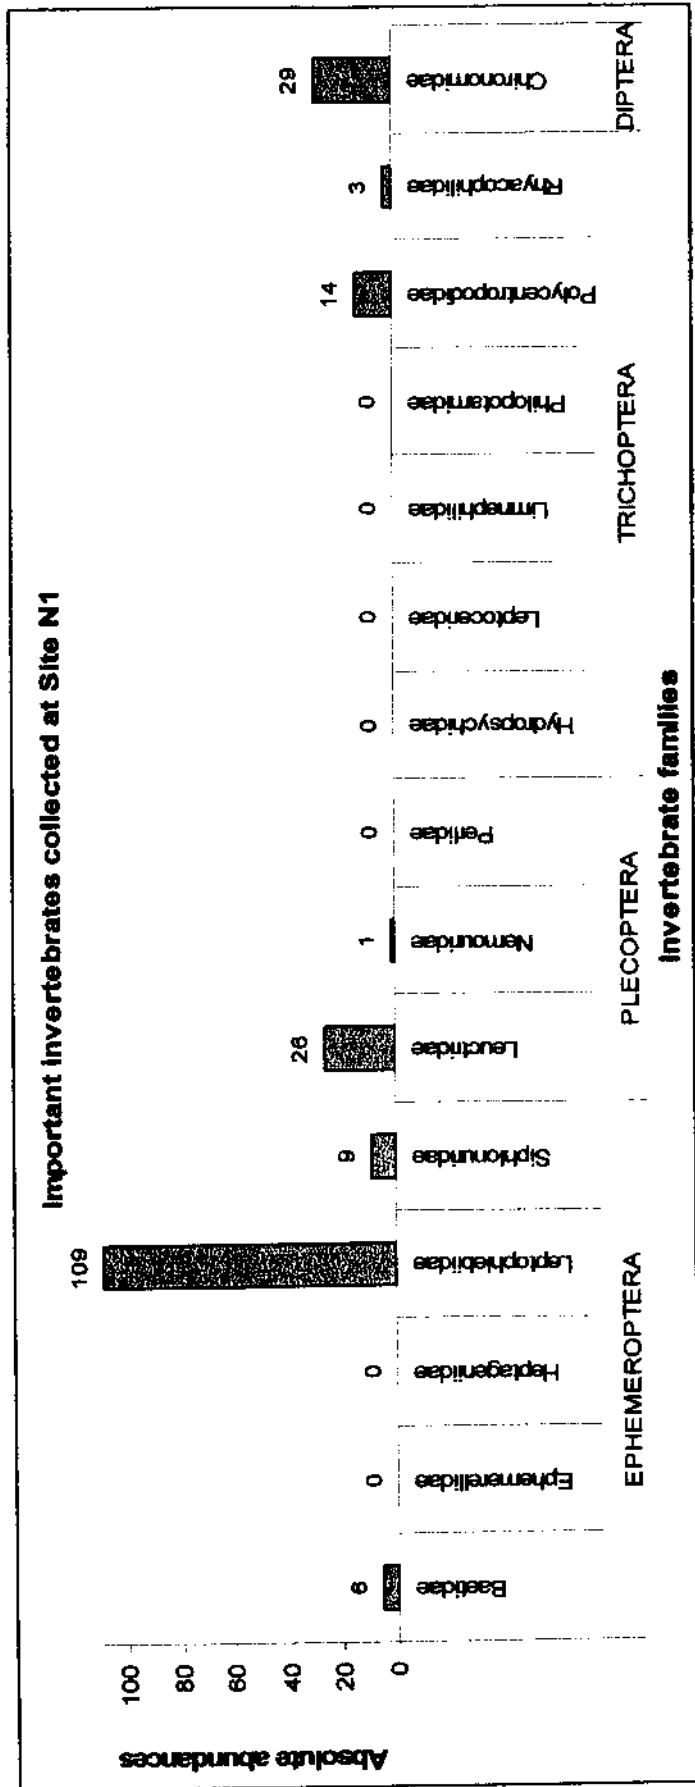 Important invertebrates collected at Site N1
Absolute abundances
100
80
60
40
20
0
6
0
0
109
9
26
1
0
0
0
0
0
14
3
29
Baetidae
Ephemerellidae
Heptageniidae
Leptophlebiidae
Siphlonuridae
Leuctridae
Nemouridae
Perlidae
Hydropsychidae
Leptoceridae
Limnephilidae
Philopotamidae
Polycentropodidae
Rhyacophilidae
Chironomidae
EPHEMEROPTERA
PLECOPTERA
TRICHOPTERA
DIPTERA
Invertebrate families